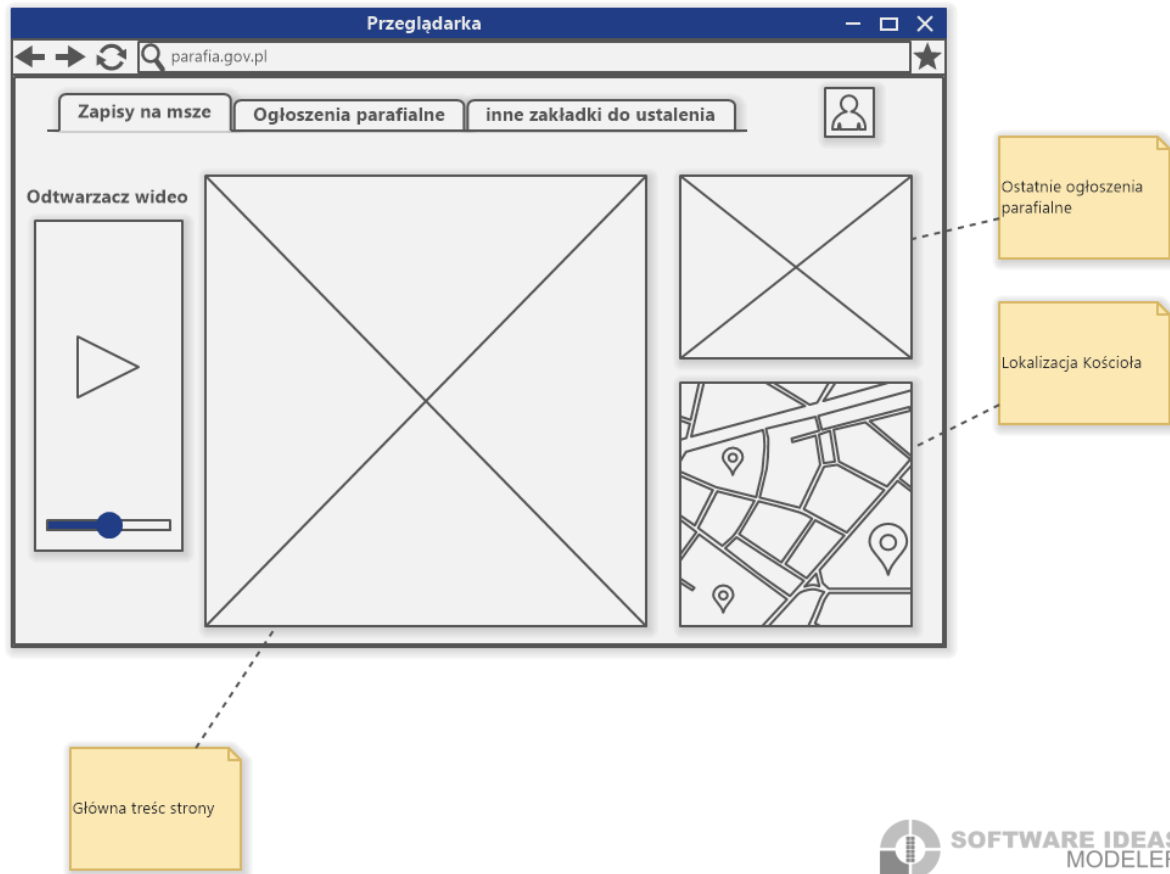 Przeglądarka
parafia.gov.pl
Zapisy na msze
Ogłoszenia parafialne
inne zakładki do ustalenia
Odtwarzacz wideo
Ostatnie ogłoszenia
parafialne
Lokalizacja Kościoła
Główna treśc strony
SOFTWARE IDEAS
MODELER